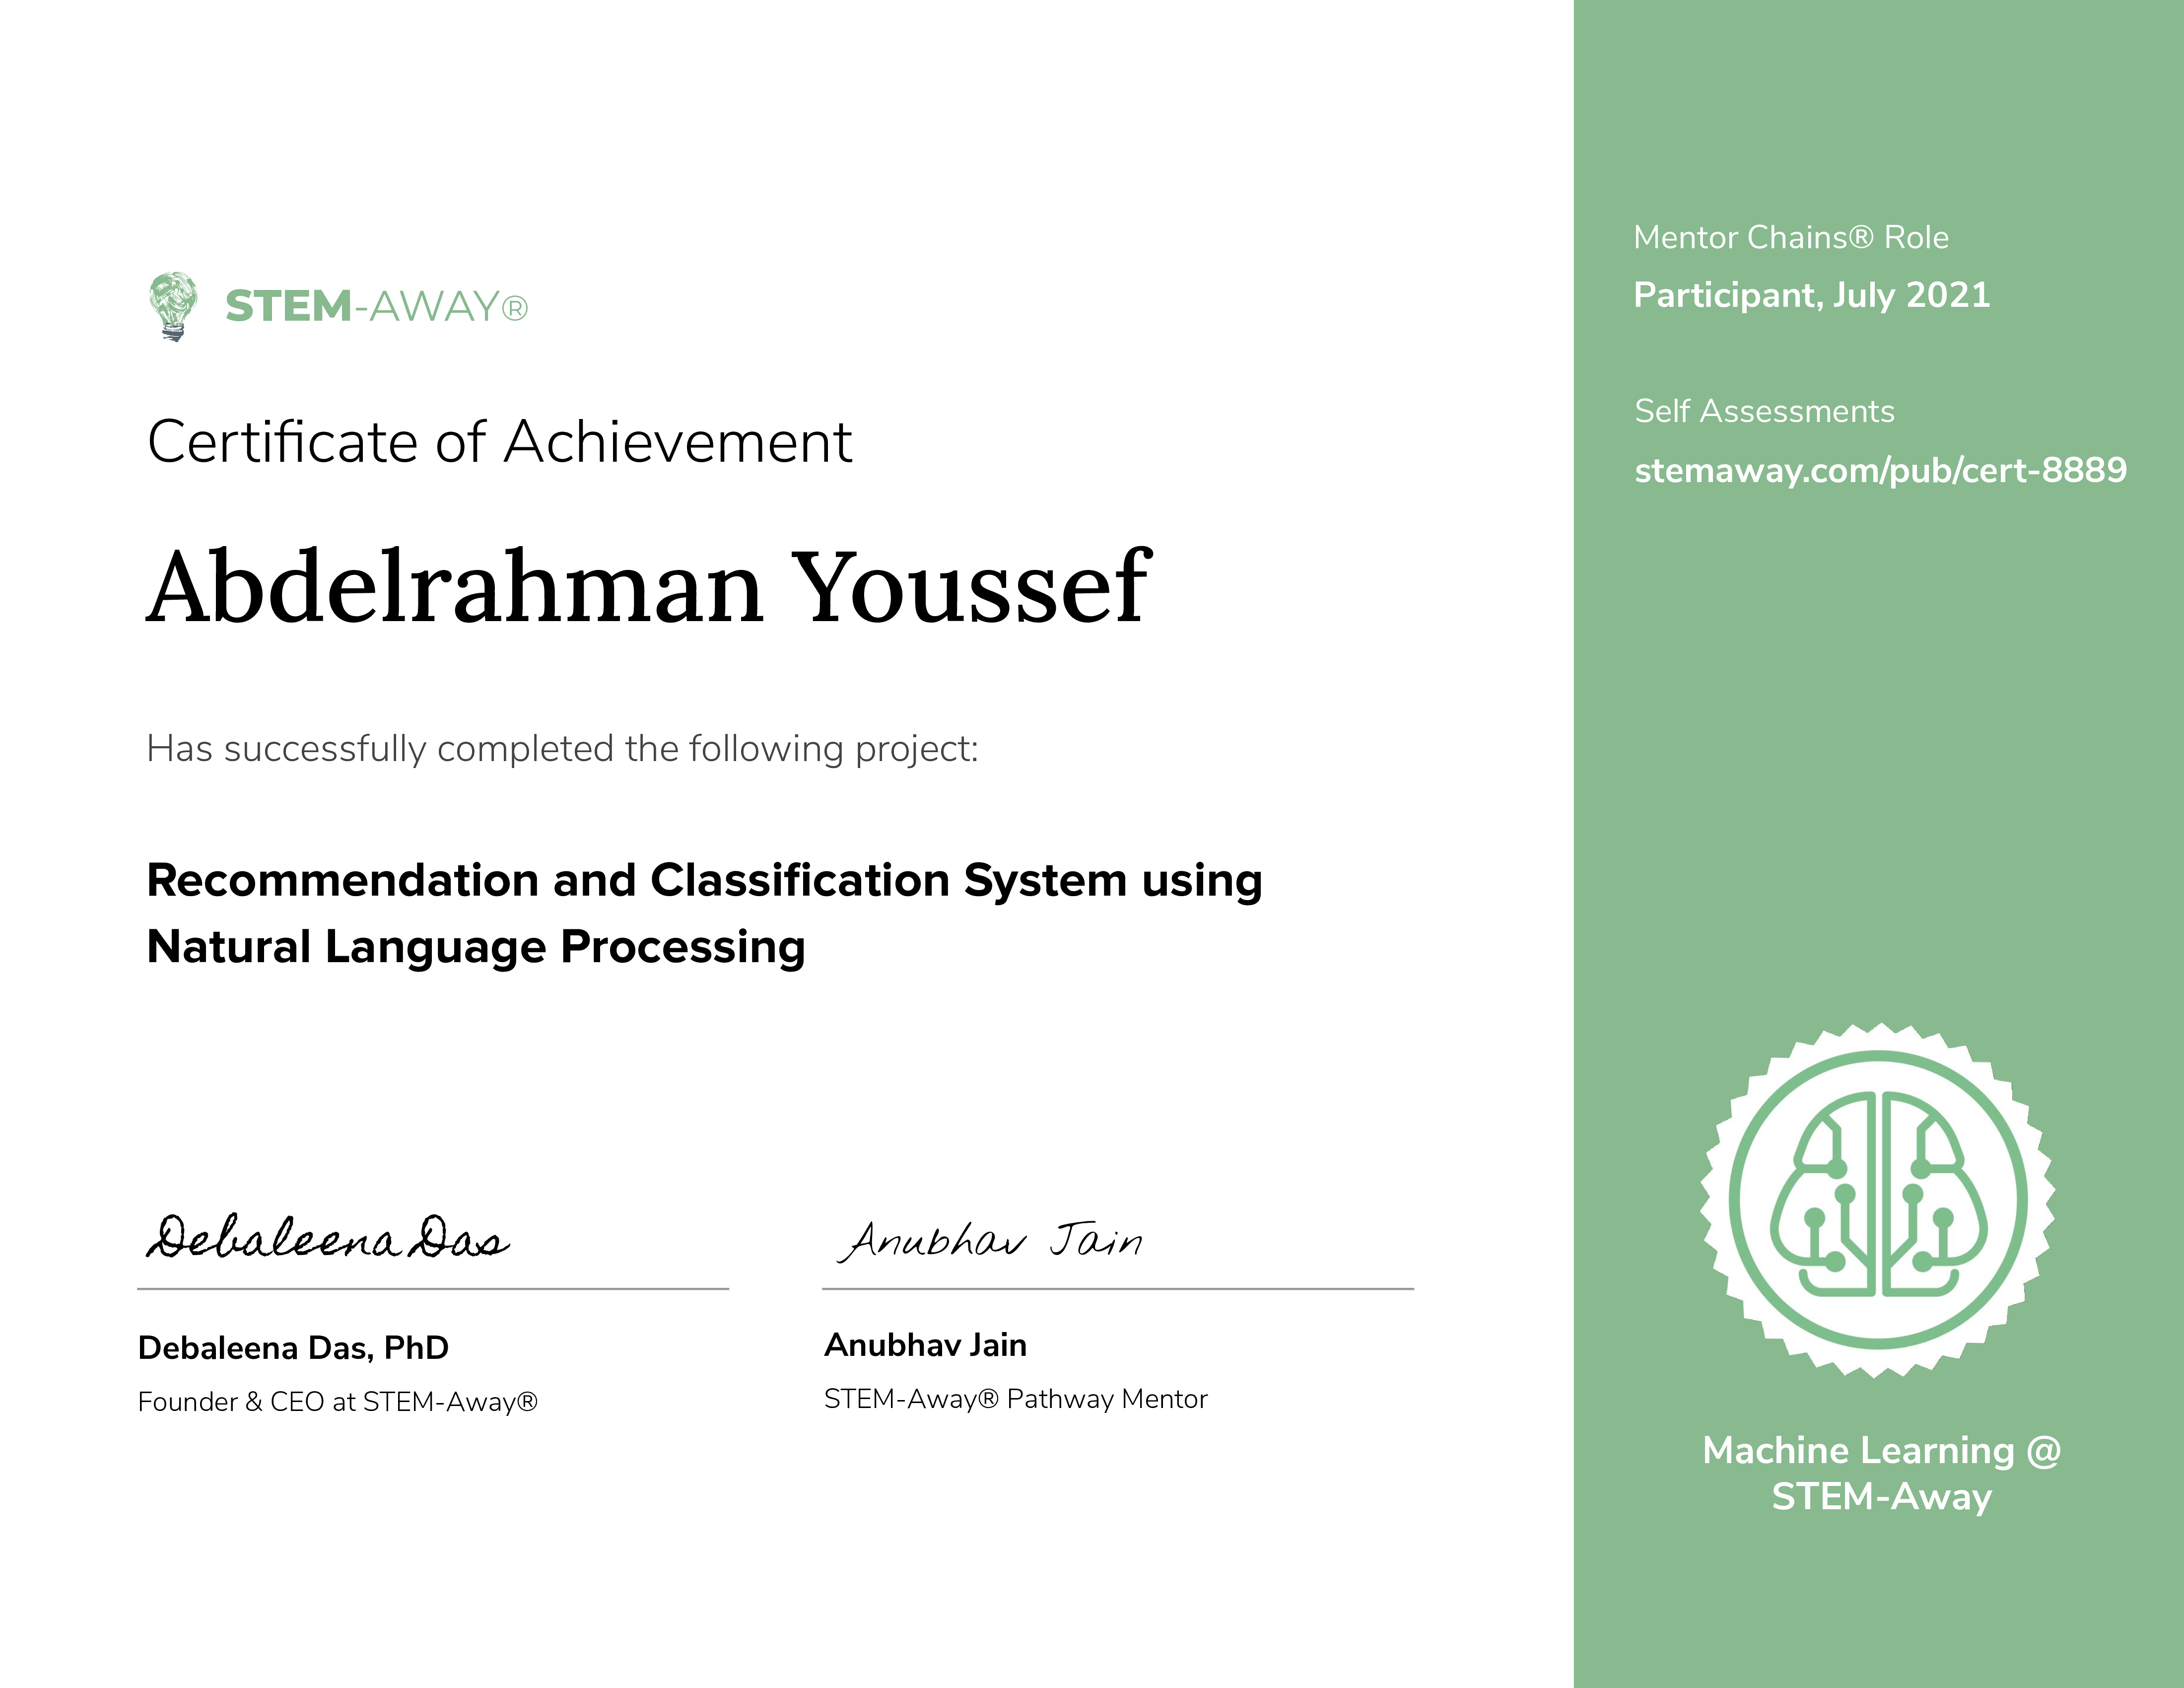 STEM-AWAY®
Certificate of Achievement
Abdelrahman Youssef
Has successfully completed the following project:
Recommendation and Classification System using
Natural Language Processing
Debaleena Das
Debaleena Das, PhD
Founder & CEO at STEM-Away®
Anubhav Jain
Anubhav Jain
STEM-Away® Pathway Mentor
Mentor Chains® Role
Participant, July 2021
Self Assessments
stemaway.com/pub/cert-8889
Machine Learning @
STEM-Away